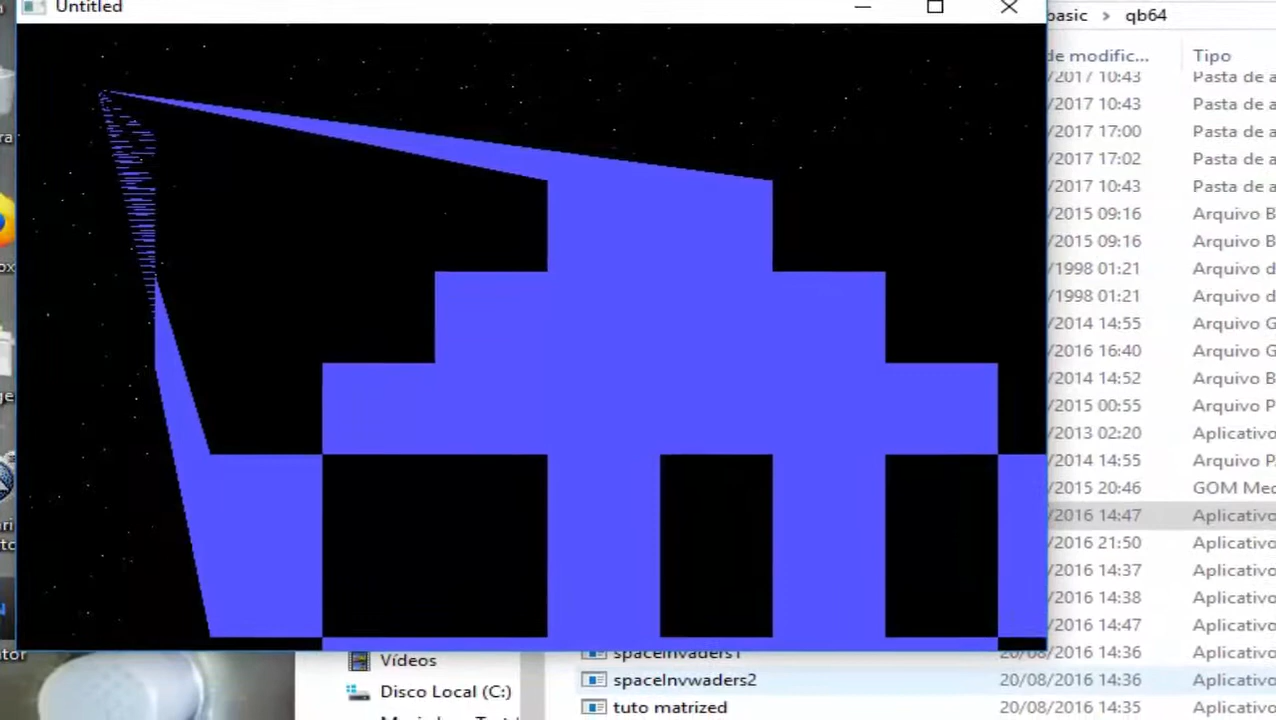 Untitled
basic > qb64
de modific...
Tipo
/2017 10:43
Pasta de a
/2017 10:43
Pasta de a
/2017 17:00
Pasta de a
/2017 17:02
Pasta de a
/2017 10:43
Pasta de a
/2015 09:16
Arquivo B
/2015 09:16
Arquivo B
/1998 01:21
Arquivo d
/1998 01:21
Arquivo d
/2014 14:55
Arquivo G
/2016 16:40
Arquivo G
/2014 14:52
Arquivo B
/2015 00:55
Arquivo P
/2013 02:20
Aplicativo
/2014 14:55
Arquivo P
/2015 20:46
GOM Med
/2016 14:47
Aplicativo
/2016 21:50
Aplicativo
/2016 14:37
Aplicativo
/2016 14:38
Aplicativo
/2016 14:47
Aplicativo
Vídeos
spaceinvaders1
20/08/2016 14:36
Aplicativo
Disco Local (C:)
spaceInvwaders2
20/08/2016 14:36
Aplicativo
tuto matrized
20/08/2016 14:35
Aplicativo